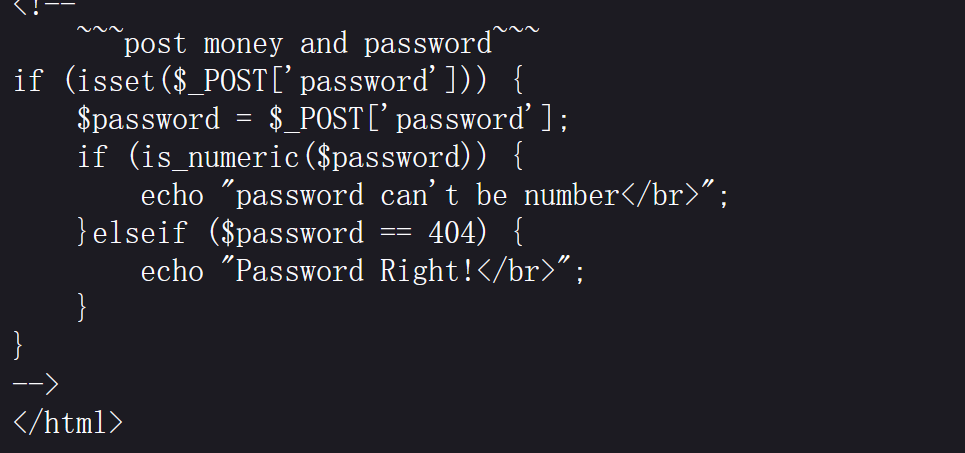 <!--
    ~~~post money and password~~~
if (isset($_POST['password'])) {
    $password = $_POST['password'];
    if (is_numeric($password)) {
        echo "password can't be number</br>";
    }elseif ($password == 404) {
        echo "Password Right!</br>";
    }
}
-->
</html>